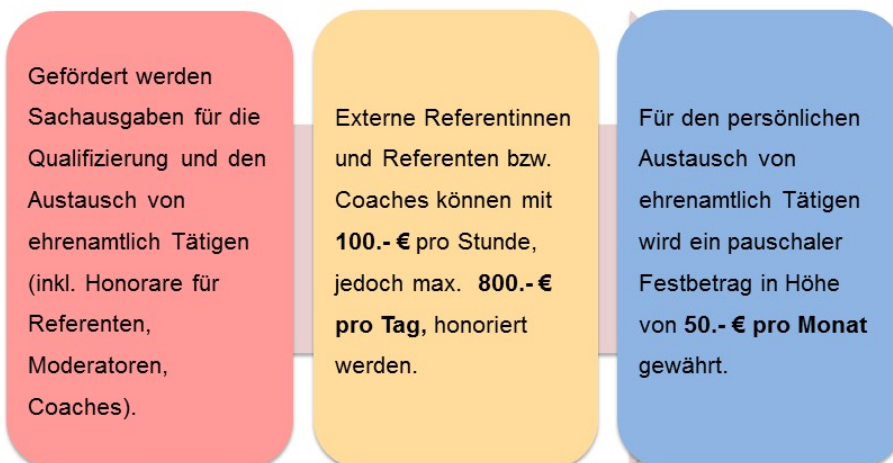 Gefördert werden
Sachausgaben für die
Qualifizierung und den
Austausch von
ehrenamtlich Tätigen
(inkl. Honorare für
Referenten,
Moderatoren,
Coaches).
Externe Referentinnen
und Referenten bzw.
Coaches können mit
100.- € pro Stunde,
jedoch max. 800.- €
pro Tag, honoriert
werden.
Für den persönlichen
Austausch von
ehrenamtlich Tätigen
wird ein pauschaler
Festbetrag in Höhe
von 50.- € pro Monat
gewährt.